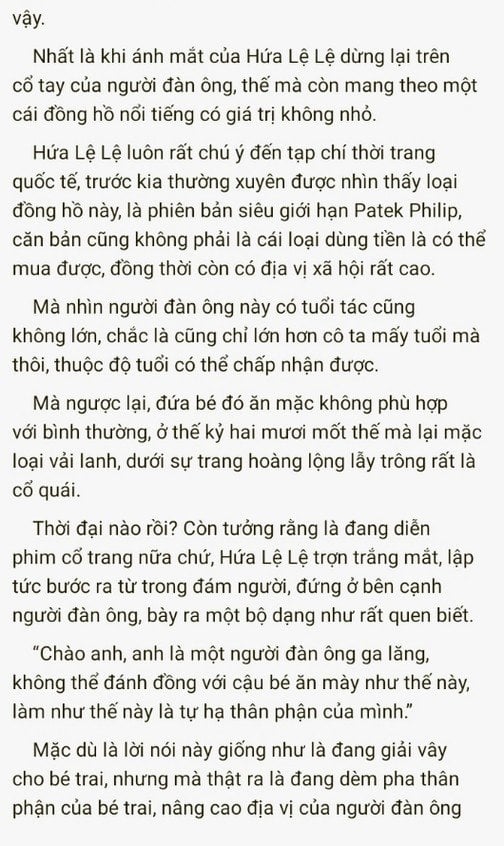 vậy.
Nhất là khi ánh mắt của Hứa Lệ Lệ dừng lại trên
cổ tay của người đàn ông, thế mà còn mang theo một
cái đồng hồ nổi tiếng có giá trị không nhỏ.
Hứa Lệ Lệ luôn rất chú ý đến tạp chí thời trang
quốc tế, trước kia thường xuyên được nhìn thấy loại
đồng hồ này, là phiên bản siêu giới hạn Patek Philip,
căn bản cũng không phải là cái loại dùng tiền là có thể
mua được, đồng thời còn có địa vị xã hội rất cao.
Mà nhìn người đàn ông này có tuổi tác cũng
không lớn, chắc là cũng chỉ lớn hơn cô ta mấy tuổi mà
thôi, thuộc độ tuổi có thể chấp nhận được.
Mà ngược lại, đứa bé đó ăn mặc không phù hợp
với bình thường, ở thế kỷ hai mươi mốt thế mà lại mặc
loại vải lanh, dưới sự trang hoàng lộng lẫy trông rất là
cổ quái.
Thời đại nào rồi? Còn tưởng rằng là đang diễn
phim cổ trang nữa chứ, Hứa Lệ Lệ trợn trắng mắt, lập
tức bước ra từ trong đám người, đứng ở bên cạnh
người đàn ông, bày ra một bộ dạng như rất quen biết.
“Chào anh, anh là một người đàn ông ga lăng,
không thể đánh đồng với cậu bé ăn mày như thế này,
làm như thế này là tự hạ thân phận của mình.”
Mặc dù là lời nói này giống như là đang giải vây
cho bé trai, nhưng mà thật ra là đang dèm pha thân
phận của bé trai, nâng cao địa vị của người đàn ông